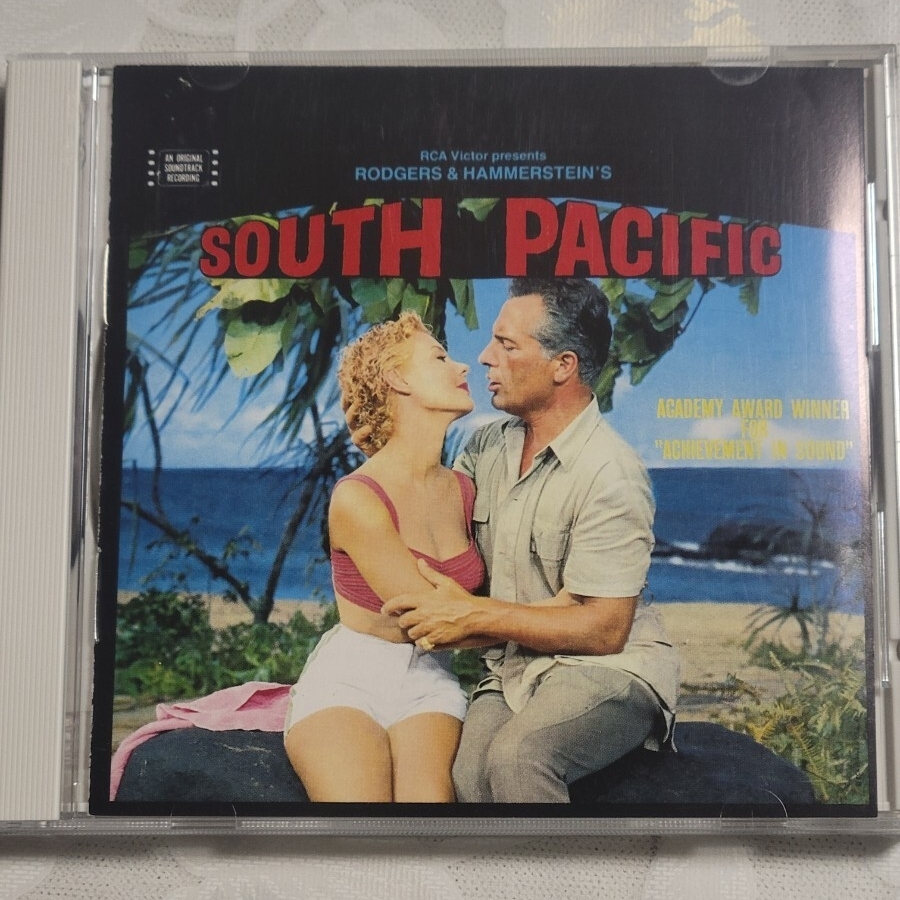 AN ORIGINAL
SOUNDTRACK
RECORDING
RCA Victor presents
RODGERS & HAMMERSTEIN'S
SOUTH PACIFIC
ACADEMY AWARD WINNER
FOR
"ACHIEVEMENT IN SOUND"